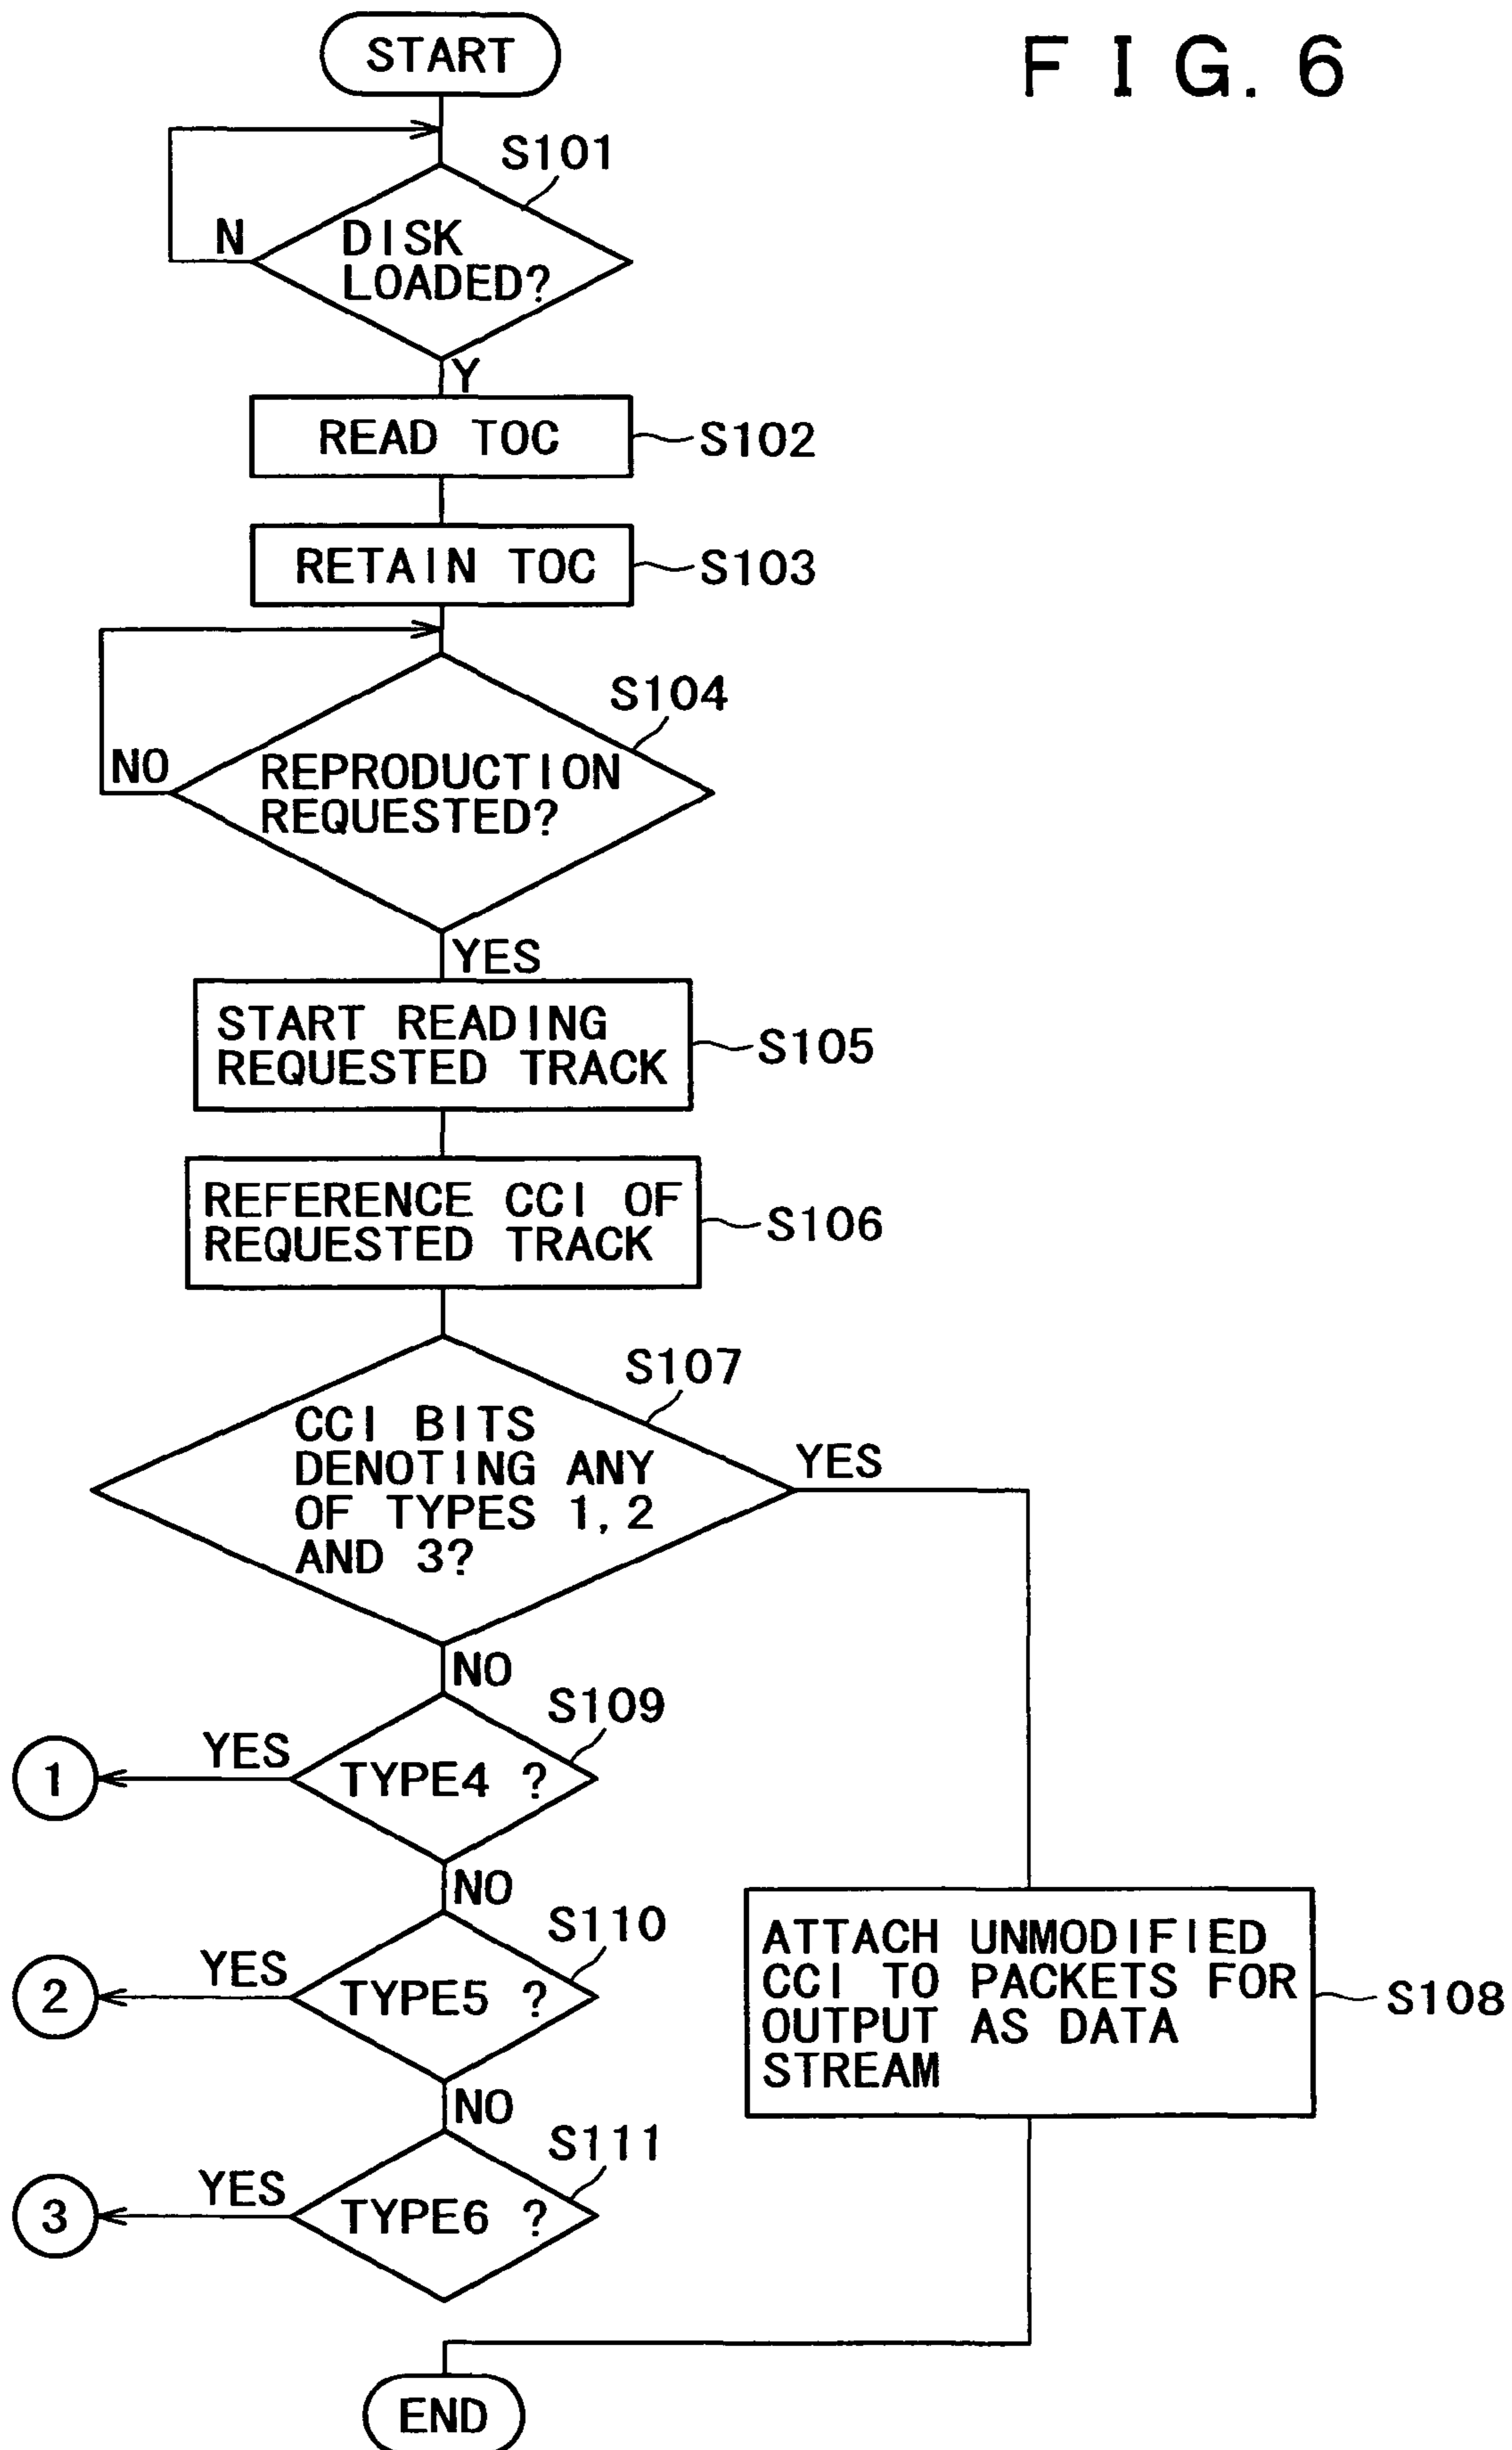 START
F I G. 6
S101
N
DISK
LOADED?
Y
READ TOC
S102
RETAIN TOC
S103
S104
NO
REPRODUCTION
REQUESTED?
YES
START READING
REQUESTED TRACK
S105
REFERENCE CCI OF
REQUESTED TRACK
S106
S107
CCI BITS
DENOTING ANY
OF TYPES 1, 2
AND 3?
YES
NO
S109
YES
1
TYPE4 ?
NO
S110
YES
2
TYPE5 ?
ATTACH UNMODIFIED
CCI TO PACKETS FOR
OUTPUT AS DATA
STREAM
S108
NO
S111
YES
3
TYPE6 ?
END